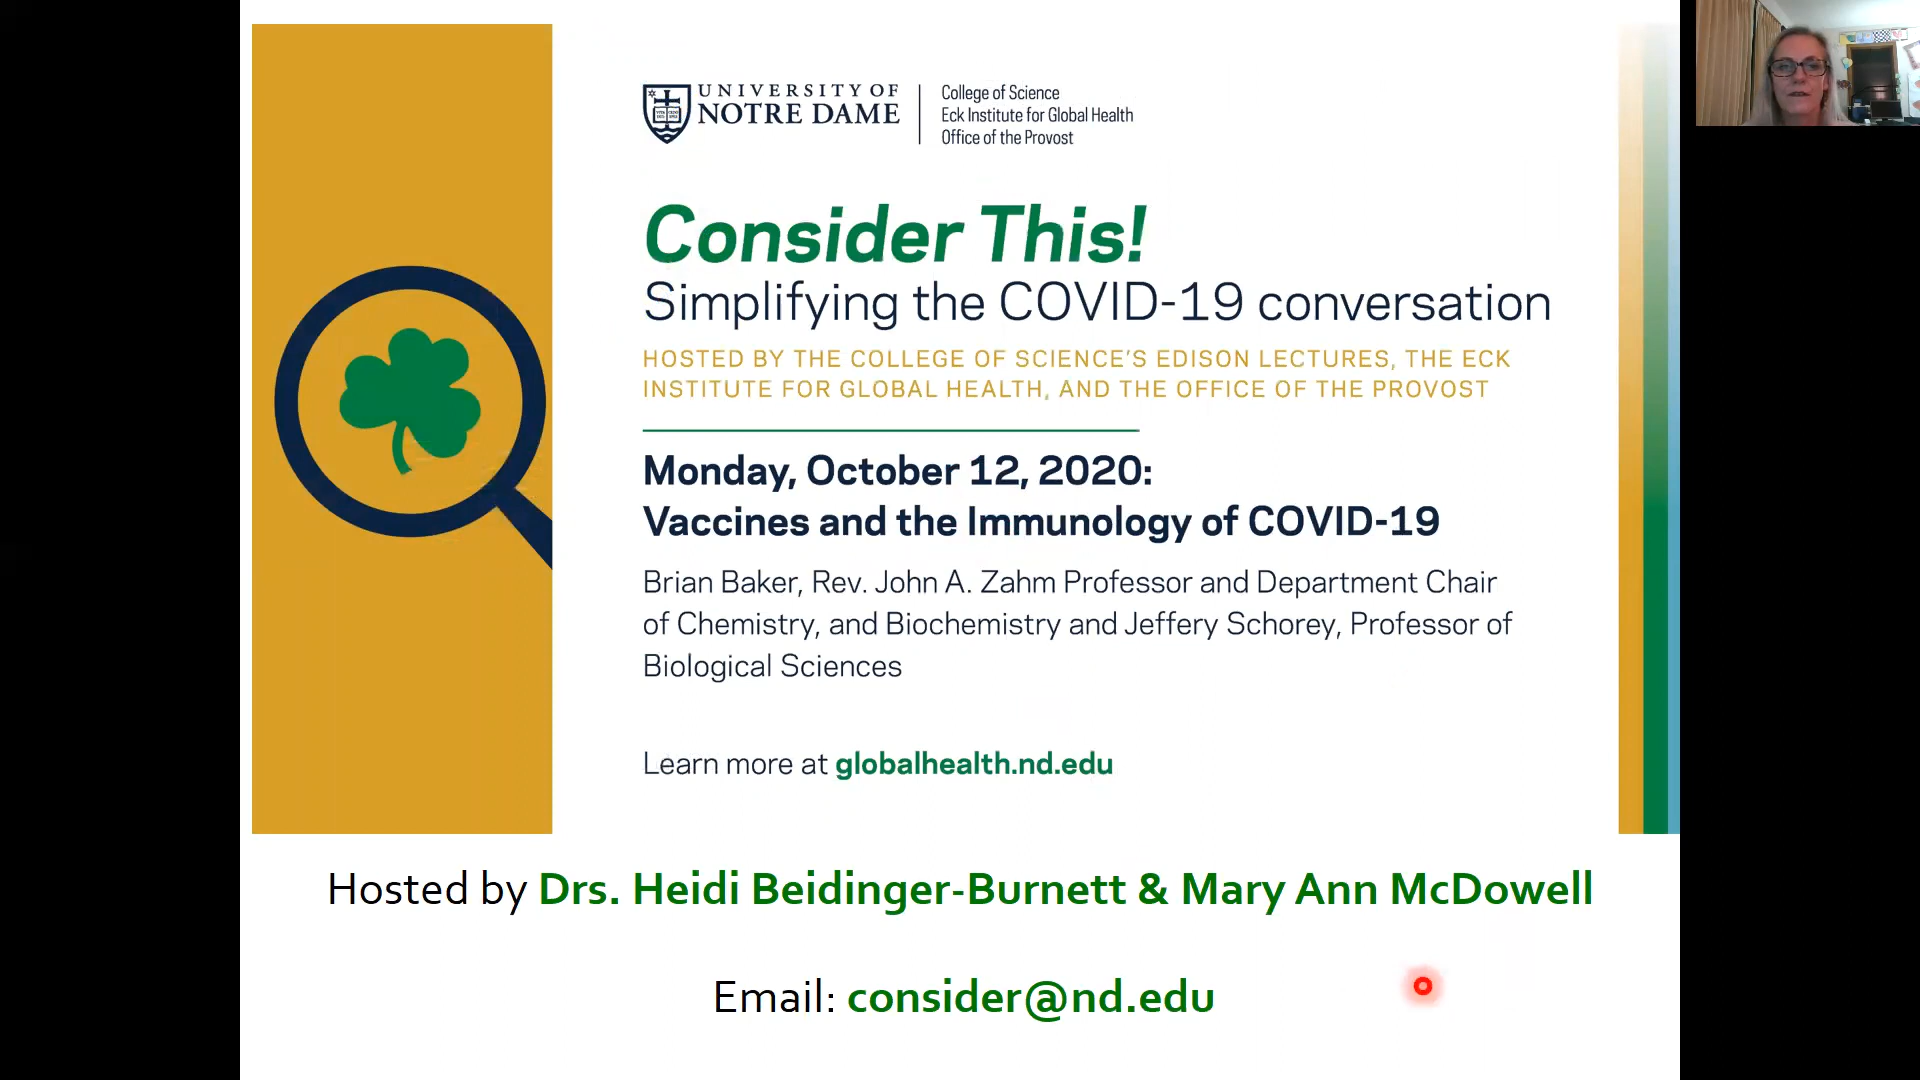 UNIVERSITY OF
NOTRE DAME
College of Science
Eck Institute for Global Health
Office of the Provost
Consider This!
Simplifying the COVID-19 conversation
HOSTED BY THE COLLEGE OF SCIENCE'S EDISON LECTURES, THE ECK
INSTITUTE FOR GLOBAL HEALTH, AND THE OFFICE OF THE PROVOST
Monday, October 12, 2020:
Vaccines and the Immunology of COVID-19
Brian Baker, Rev. John A. Zahm Professor and Department Chair
of Chemistry, and Biochemistry and Jeffery Schorey, Professor of
Biological Sciences
Learn more at globalhealth.nd.edu
Hosted by Drs. Heidi Beidinger-Burnett & Mary Ann McDowell
Email: consider@nd.edu